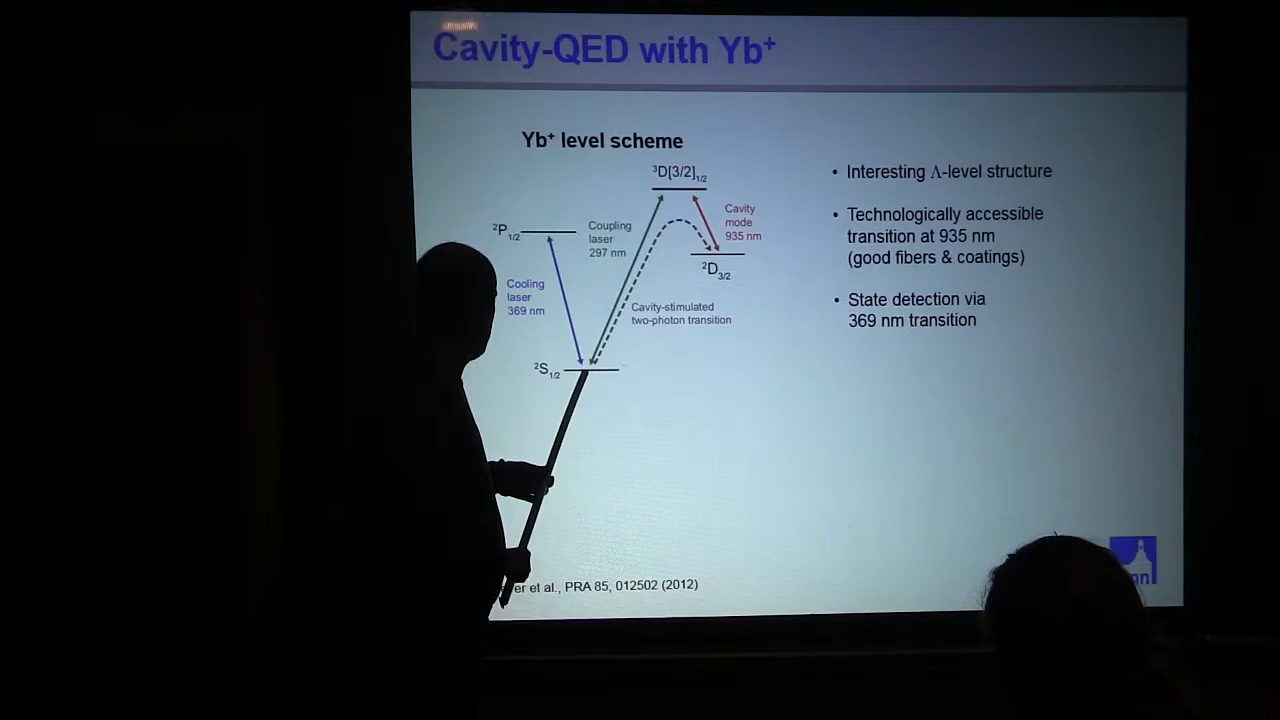 Cavity-QED with Yb⁺
Yb⁺ level scheme
³D[3/2]₁/₂
²P₁/₂
Coupling
laser
297 nm
Cavity
mode
935 nm
²D₃/₂
Cooling
laser
369 nm
Cavity-stimulated
two-photon transition
²S₁/₂
• Interesting Λ-level structure
• Technologically accessible
transition at 935 nm
(good fibers & coatings)
• State detection via
369 nm transition
et al., PRA 85, 012502 (2012)